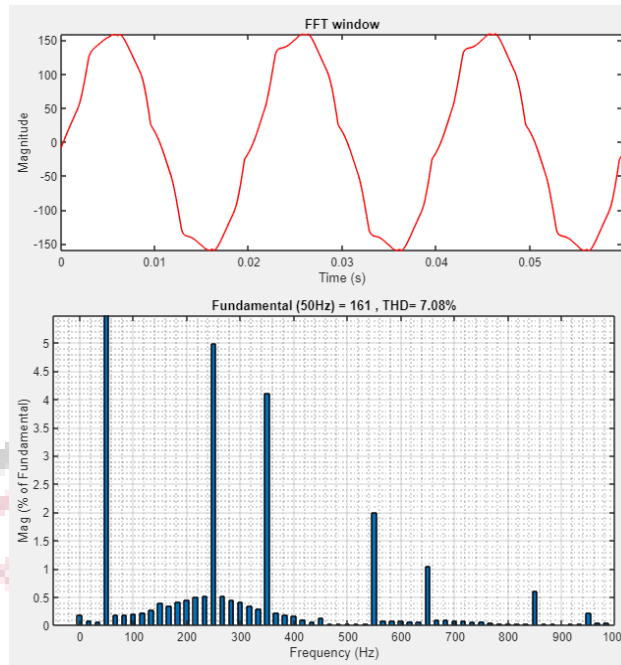 FFT window
150
100
50
0
-50
-100
-150
Magnitude
0 0.01 0.02 0.03 0.04 0.05
Time (s)
Fundamental (50Hz) = 161 , THD= 7.08%
5
4.5
4
3.5
3
2.5
2
1.5
1
0.5
0
Mag (% of Fundamental)
0 100 200 300 400 500 600 700 800 900 100
Frequency (Hz)